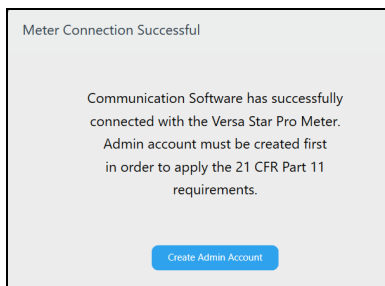 Meter Connection Successful
Communication Software has successfully
connected with the Versa Star Pro Meter.
Admin account must be created first
in order to apply the 21 CFR Part 11
requirements.
Create Admin Account